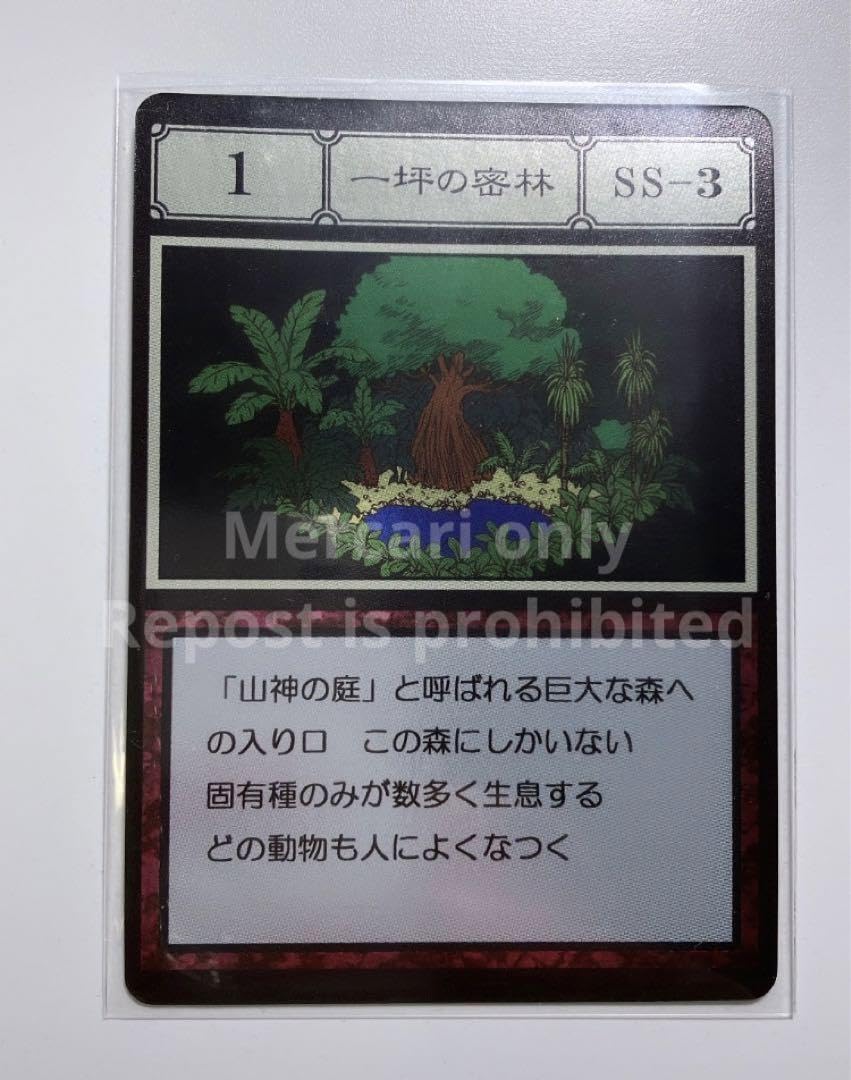 1
一坪の密林
SS-3
Mercari only
Repost is prohibited
「山神の庭」と呼ばれる巨大な森へ
の入り口　この森にしかいない
固有種のみが数多く生息する
どの動物も人によくなつく